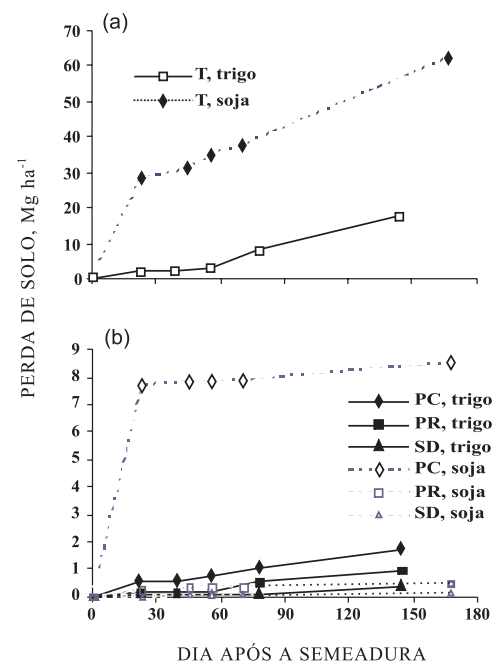 (a)
70
60
50
40
30
20
10
0
T, trigo
T, soja
PERDA DE SOLO, Mg ha⁻¹
(b)
9
8
7
6
5
4
3
2
1
0
PC, trigo
PR, trigo
SD, trigo
PC, soja
PR, soja
SD, soja
0 30 60 90 120 150 180
DIA APÓS A SEMEADURA